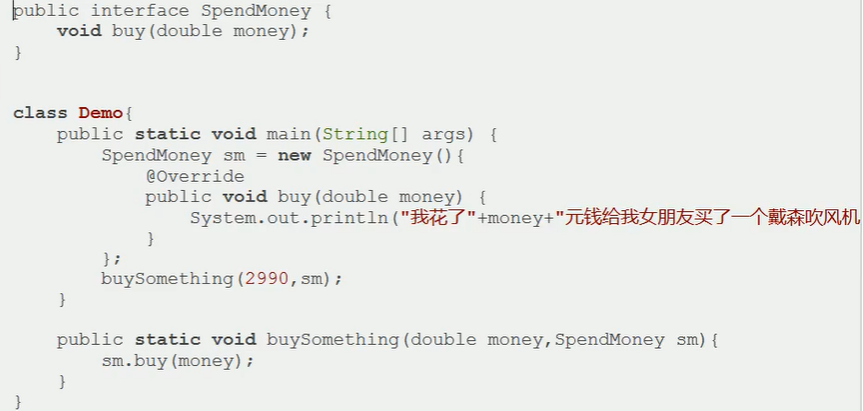 public interface SpendMoney {
    void buy(double money);
}
class Demo{
    public static void main(String[] args) {
        SpendMoney sm = new SpendMoney(){
            @Override
            public void buy(double money) {
                System.out.println("我花了"+money+"元钱给我女朋友买了一个戴森吹风机
            }
        };
        buySomething(2990,sm);
    }
    public static void buySomething(double money,SpendMoney sm){
        sm.buy(money);
    }
}